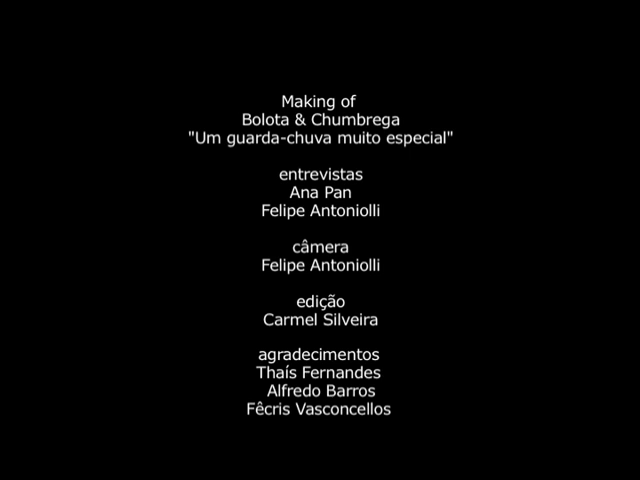 Making of
Bolota & Chumbrega
"Um guarda-chuva muito especial"
entrevistas
Ana Pan
Felipe Antoniolli
câmera
Felipe Antoniolli
edição
Carmel Silveira
agradecimentos
Thaís Fernandes
Alfredo Barros
Fêcris Vasconcellos